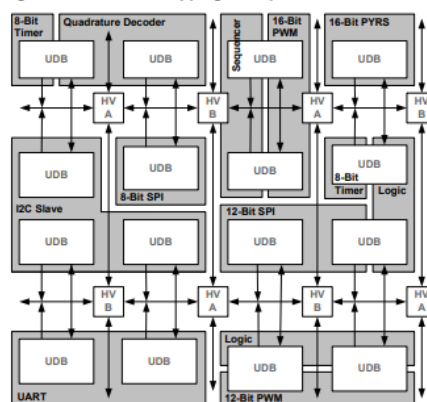 8-Bit
Timer
Quadrature Decoder
Sequencer
16-Bit
PWM
16-Bit PYRS
UDB
UDB
UDB
UDB
HV
A
HV
B
HV
A
HV
B
UDB
UDB
UDB
UDB
8-Bit SPI
8-Bit
Timer
Logic
I2C Slave
12-Bit SPI
UDB
UDB
UDB
UDB
HV
B
HV
A
HV
B
HV
A
Logic
UDB
UDB
UDB
UDB
UART
12-Bit PWM